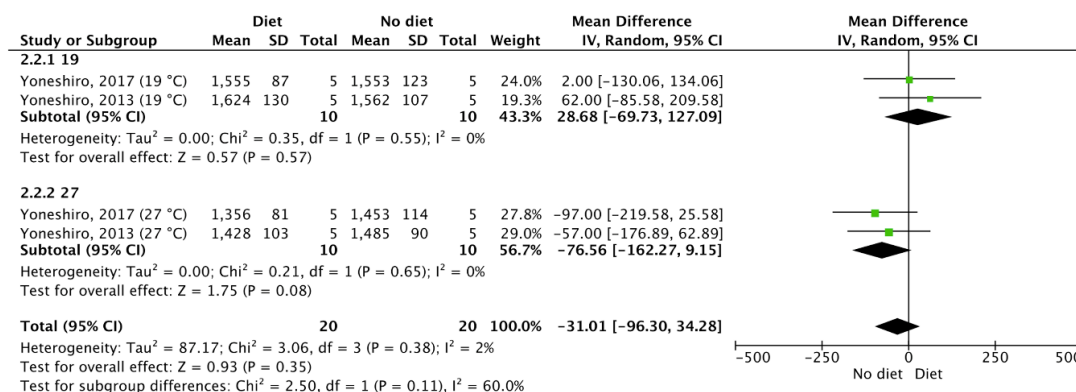 Diet No diet Mean Difference Mean Difference
Study or Subgroup Mean SD Total Mean SD Total Weight IV, Random, 95% CI IV, Random, 95% CI
2.2.1 19
Yoneshiro, 2017 (19 °C) 1,555 87 5 1,553 123 5 24.0% 2.00 [−130.06, 134.06]
Yoneshiro, 2013 (19 °C) 1,624 130 5 1,562 107 5 19.3% 62.00 [−85.58, 209.58]
Subtotal (95% CI) 10 10 43.3% 28.68 [−69.73, 127.09]
Heterogeneity: Tau² = 0.00; Chi² = 0.35, df = 1 (P = 0.55); I² = 0%
Test for overall effect: Z = 0.57 (P = 0.57)
2.2.2 27
Yoneshiro, 2017 (27 °C) 1,356 81 5 1,453 114 5 27.8% −97.00 [−219.58, 25.58]
Yoneshiro, 2013 (27 °C) 1,428 103 5 1,485 90 5 29.0% −57.00 [−176.89, 62.89]
Subtotal (95% CI) 10 10 56.7% −76.56 [−162.27, 9.15]
Heterogeneity: Tau² = 0.00; Chi² = 0.21, df = 1 (P = 0.65); I² = 0%
Test for overall effect: Z = 1.75 (P = 0.08)
Total (95% CI) 20 20 100.0% −31.01 [−96.30, 34.28]
Heterogeneity: Tau² = 87.17; Chi² = 3.06, df = 3 (P = 0.38); I² = 2%
Test for overall effect: Z = 0.93 (P = 0.35)
Test for subgroup differences: Chi² = 2.50, df = 1 (P = 0.11), I² = 60.0%
−500 −250 0 250 500
No diet Diet